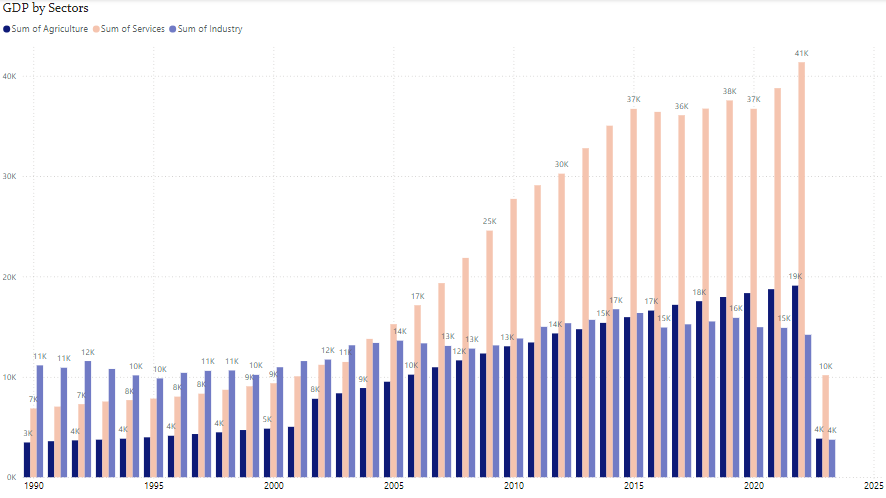 GDP by Sectors
Sum of Agriculture Sum of Services Sum of Industry
41K
40K
38K
37K 37K
36K
30K
30K
25K
20K 19K
18K
17K 17K 17K
16K
15K 15K 15K
14K 14K
13K 13K 13K
12K 12K 12K 11K
11K 11K 11K 11K
10K 10K 10K 10K 10K
10K 9K 9K 9K
8K 8K 8K 8K
7K 7K
5K
3K 4K 4K 4K 4K 4K 4K
0K
1990 1995 2000 2005 2010 2015 2020 2025